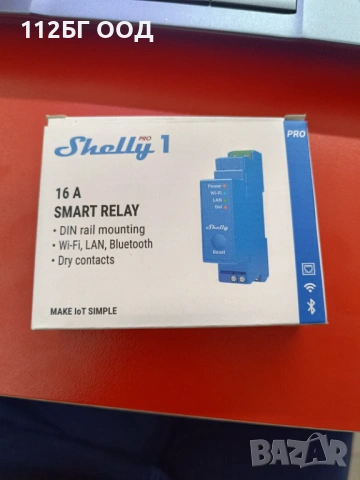 112БГ ООД
Shelly PRO 1
PRO
16 A
SMART RELAY
• DIN rail mounting
• Wi-Fi, LAN, Bluetooth
• Dry contacts
Power
Wi-Fi
LAN
Out
Shelly
Reset
MAKE IoT SIMPLE
BAZAR